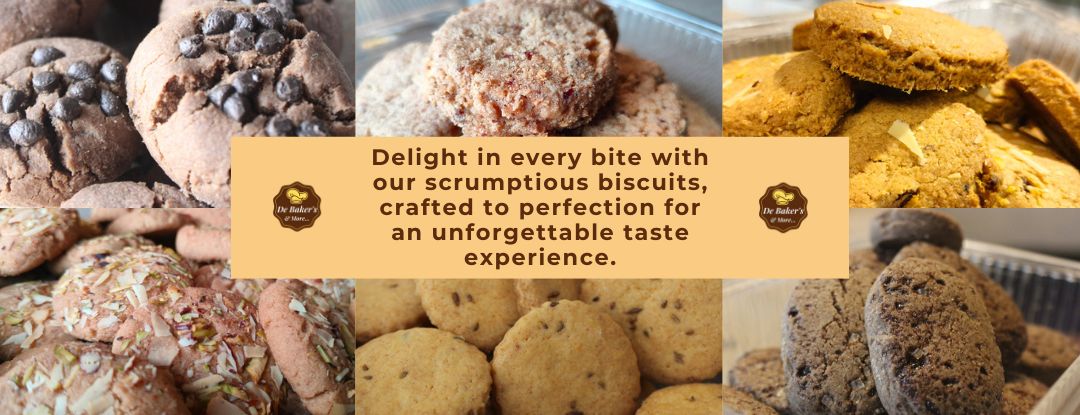 Delight in every bite with
our scrumptious biscuits,
crafted to perfection for
an unforgettable taste
experience.
De Baker's
& More...
De Baker's
& More...